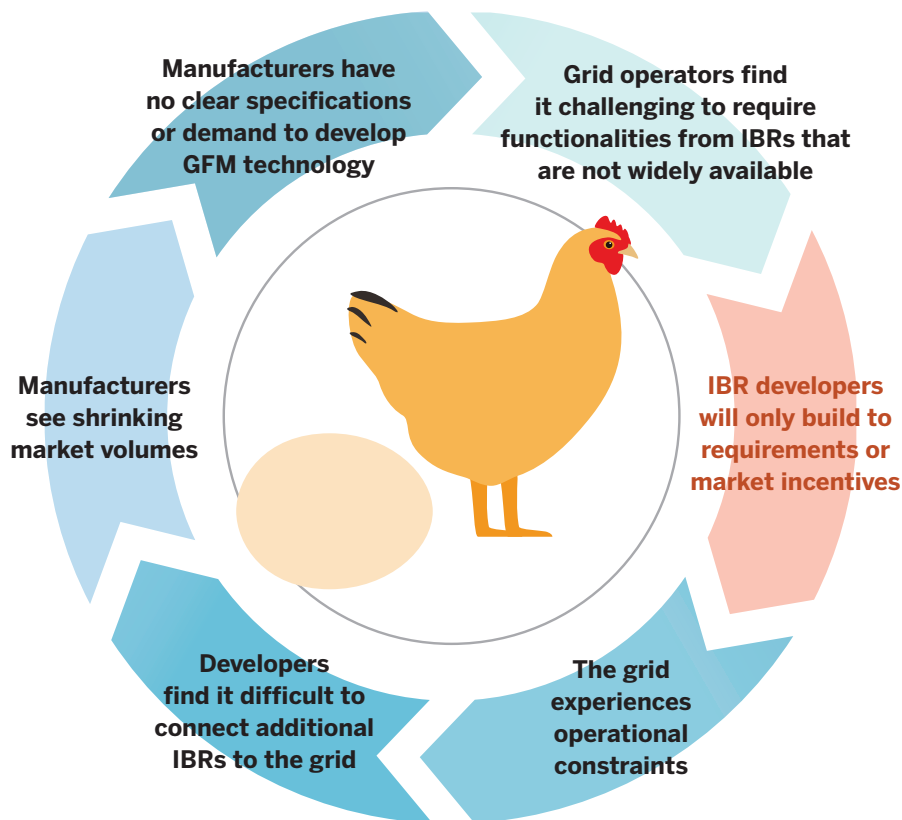 Manufacturers have
no clear specifications
or demand to develop
GFM technology
Grid operators find
it challenging to require
functionalities from IBRs that
are not widely available
IBR developers
will only build to
requirements or
market incentives
The grid
experiences
operational
constraints
Developers
find it difficult to
connect additional
IBRs to the grid
Manufacturers
see shrinking
market volumes